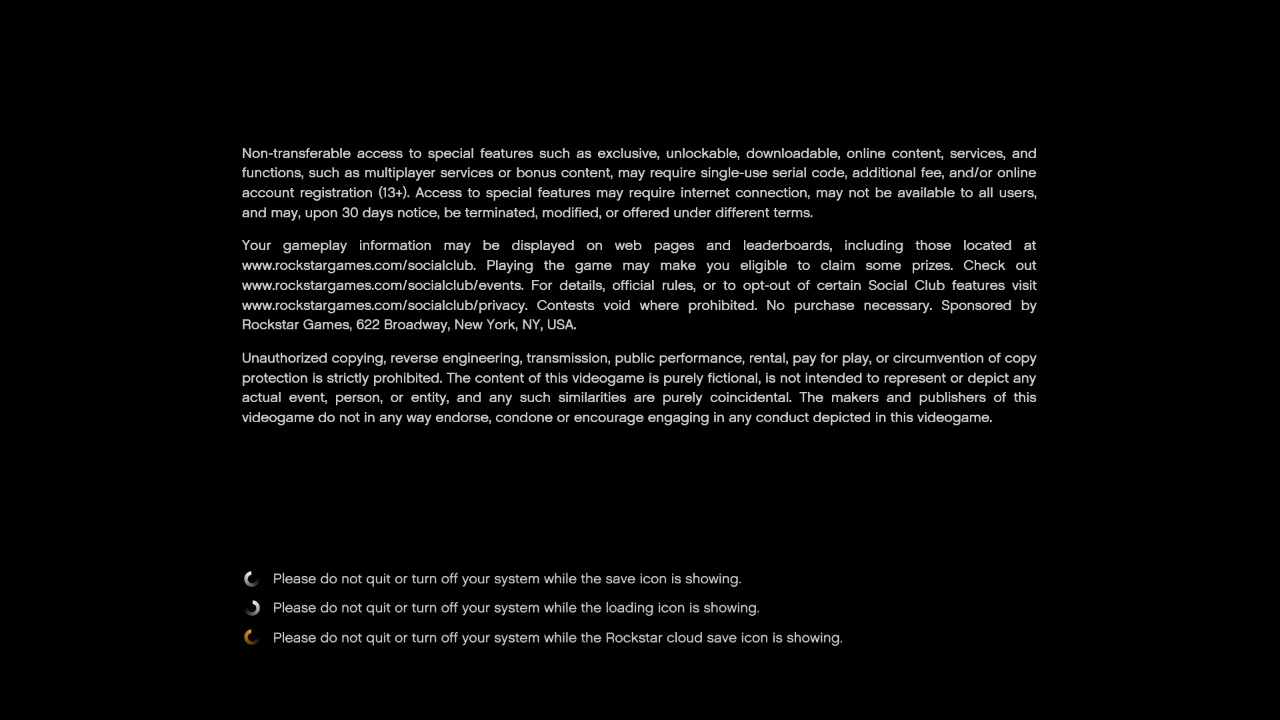 Non-transferable access to special features such as exclusive, unlockable, downloadable, online content, services, and
functions, such as multiplayer services or bonus content, may require single-use serial code, additional fee, and/or online
account registration (13+). Access to special features may require internet connection, may not be available to all users,
and may, upon 30 days notice, be terminated, modified, or offered under different terms.
Your gameplay information may be displayed on web pages and leaderboards, including those located at
www.rockstargames.com/socialclub. Playing the game may make you eligible to claim some prizes. Check out
www.rockstargames.com/socialclub/events. For details, official rules, or to opt-out of certain Social Club features visit
www.rockstargames.com/socialclub/privacy. Contests void where prohibited. No purchase necessary. Sponsored by
Rockstar Games, 622 Broadway, New York, NY, USA.
Unauthorized copying, reverse engineering, transmission, public performance, rental, pay for play, or circumvention of copy
protection is strictly prohibited. The content of this videogame is purely fictional, is not intended to represent or depict any
actual event, person, or entity, and any such similarities are purely coincidental. The makers and publishers of this
videogame do not in any way endorse, condone or encourage engaging in any conduct depicted in this videogame.
Please do not quit or turn off your system while the save icon is showing.
Please do not quit or turn off your system while the loading icon is showing.
Please do not quit or turn off your system while the Rockstar cloud save icon is showing.